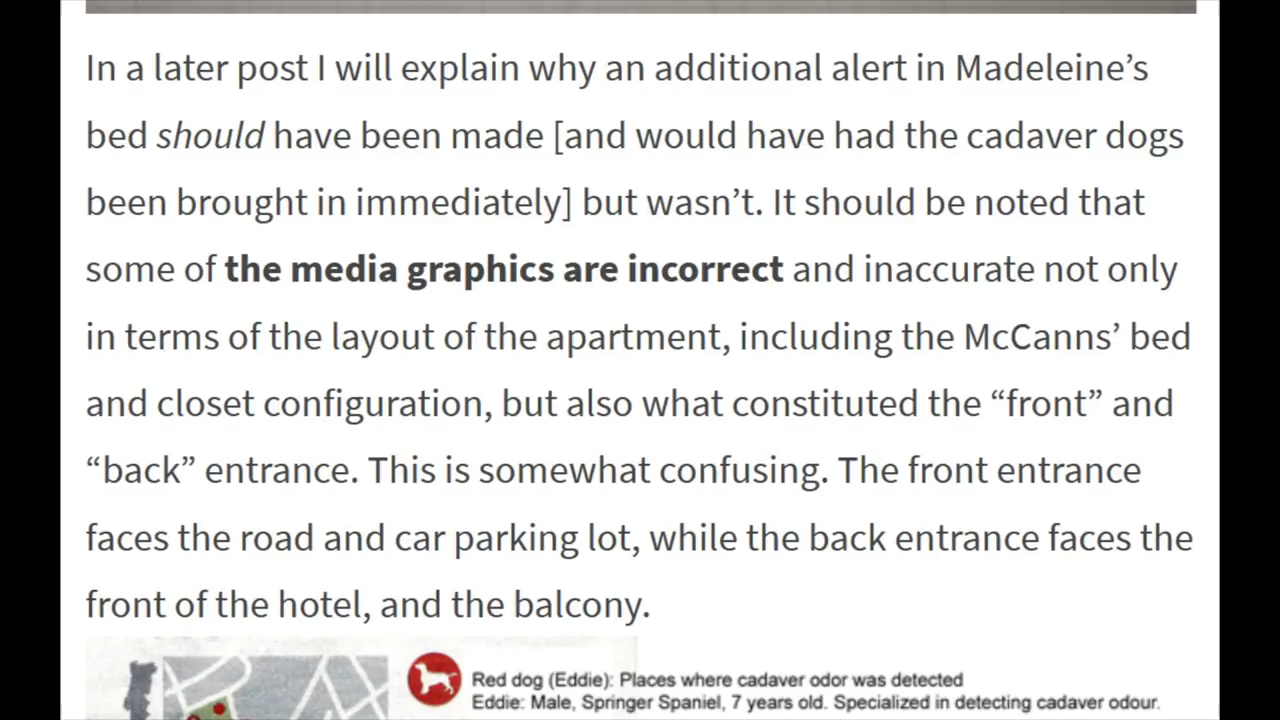 In a later post I will explain why an additional alert in Madeleine’s
bed should have been made [and would have had the cadaver dogs
been brought in immediately] but wasn’t. It should be noted that
some of the media graphics are incorrect and inaccurate not only
in terms of the layout of the apartment, including the McCanns’ bed
and closet configuration, but also what constituted the “front” and
“back” entrance. This is somewhat confusing. The front entrance
faces the road and car parking lot, while the back entrance faces the
front of the hotel, and the balcony.
Red dog (Eddie): Places where cadaver odor was detected
Eddie: Male, Springer Spaniel, 7 years old. Specialized in detecting cadaver odour.